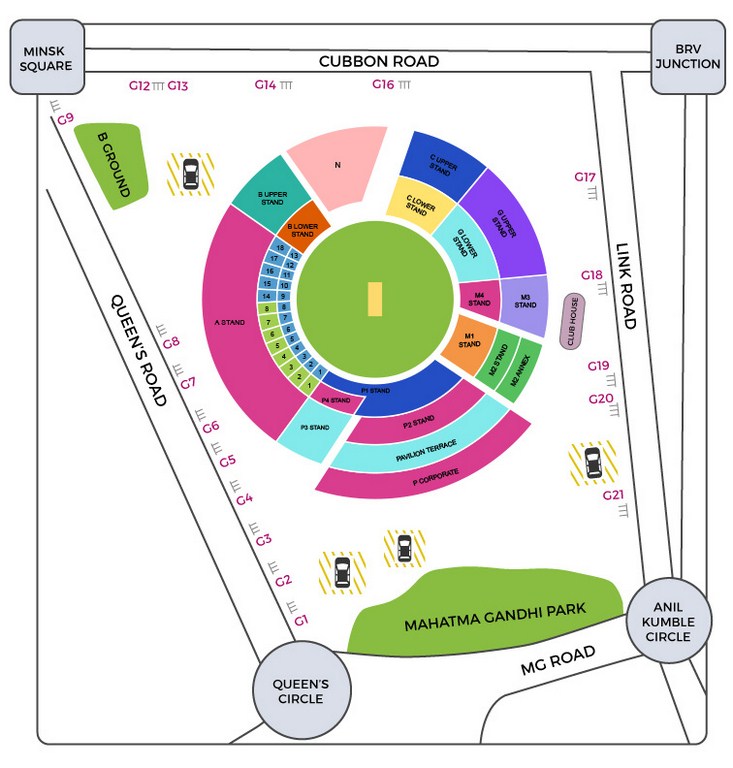 MINSK
SQUARE
CUBBON ROAD
BRV
JUNCTION
G12
G13
G14
G16
G9
B GROUND
N
C UPPER
STAND
C LOWER
STAND
G UPPER
STAND
G LOWER
STAND
B UPPER
STAND
B LOWER
STAND
G17
G18
LINK ROAD
CLUB HOUSE
M4
STAND
M3
STAND
M1
STAND
M2 STAND
M2 ANNEX
A STAND
18
13
17
12
16
11
15
10
14
9
8
8
7
7
6
6
5
5
4
4
3
3
2
2
1
1
P1 STAND
P4 STAND
P3 STAND
P2 STAND
PAVILION TERRACE
P CORPORATE
QUEEN'S ROAD
G8
G7
G6
G5
G4
G3
G2
G1
G19
G20
G21
MAHATMA GANDHI PARK
MG ROAD
ANIL
KUMBLE
CIRCLE
QUEEN'S
CIRCLE